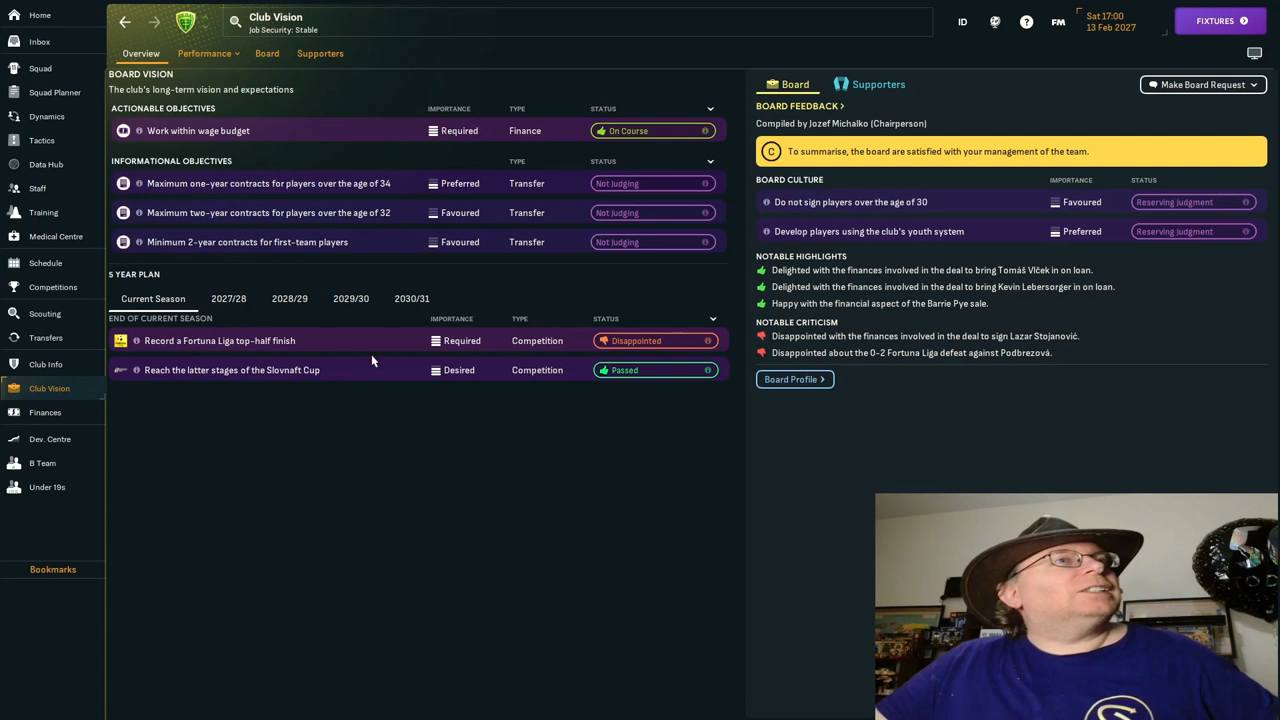 Home
Inbox
Squad
Squad Planner
Dynamics
Tactics
Data Hub
Staff
Training
Medical Centre
Schedule
Competitions
Scouting
Transfers
Club Info
Club Vision
Finances
Dev. Centre
B Team
Under 19s
Bookmarks
Club Vision
Job Security: Stable
ID
?
FM
Sat 17:00
13 Feb 2027
FIXTURES
Overview
Performance
Board
Supporters
BOARD VISION
The club's long-term vision and expectations
ACTIONABLE OBJECTIVES IMPORTANCE TYPE STATUS
Work within wage budget Required Finance On Course
INFORMATIONAL OBJECTIVES TYPE STATUS
Maximum one-year contracts for players over the age of 34 Preferred Transfer Not Judging
Maximum two-year contracts for players over the age of 32 Favoured Transfer Not Judging
Minimum 2-year contracts for first-team players Favoured Transfer Not Judging
5 YEAR PLAN
Current Season 2027/28 2028/29 2029/30 2030/31
END OF CURRENT SEASON IMPORTANCE TYPE STATUS
Record a Fortuna Liga top-half finish Required Competition Disappointed
Reach the latter stages of the Slovnaft Cup Desired Competition Passed
Board
Supporters
Make Board Request
BOARD FEEDBACK
Compiled by Jozef Michalko (Chairperson)
C To summarise, the board are satisfied with your management of the team.
BOARD CULTURE IMPORTANCE STATUS
Do not sign players over the age of 30 Favoured Reserving Judgment
Develop players using the club's youth system Preferred Reserving Judgment
NOTABLE HIGHLIGHTS
Delighted with the finances involved in the deal to bring Tomáš Vlček in on loan.
Delighted with the finances involved in the deal to bring Kevin Lebersorger in on loan.
Happy with the financial aspect of the Barrie Pye sale.
NOTABLE CRITICISM
Disappointed with the finances involved in the deal to sign Lazar Stojanović.
Disappointed about the 0-2 Fortuna Liga defeat against Podbrezová.
Board Profile